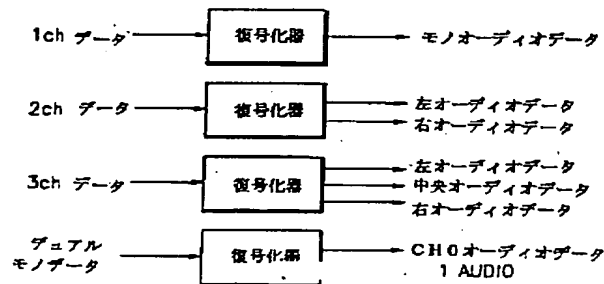 1ch データ 復号化器 モノオーディオデータ
2ch データ 復号化器 左オーディオデータ
右オーディオデータ
3ch データ 復号化器 左オーディオデータ
中央オーディオデータ
右オーディオデータ
デュアル
モノデータ 復号化器 CH0オーディオデータ
1 AUDIO